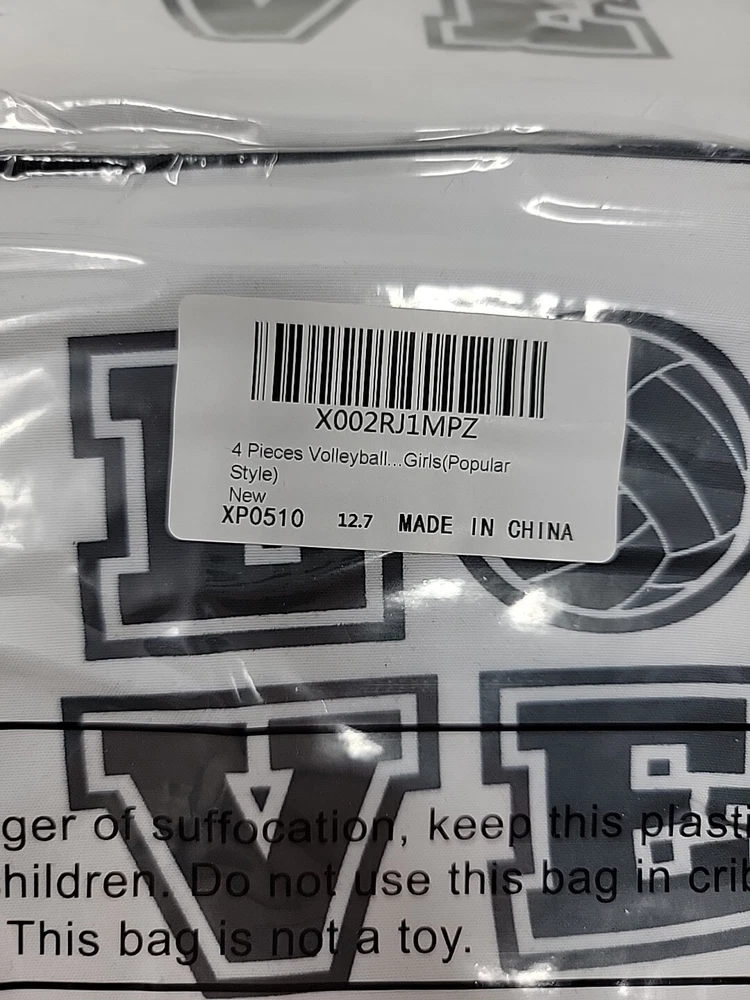 X002RJ1MPZ
4 Pieces Volleyball...Girls(Popular
Style)
New
XP0510 12.7 MADE IN CHINA
L
VE
ger of suffocation, keep this plasti
hildren. Do not use this bag in crib
This bag is not a toy.